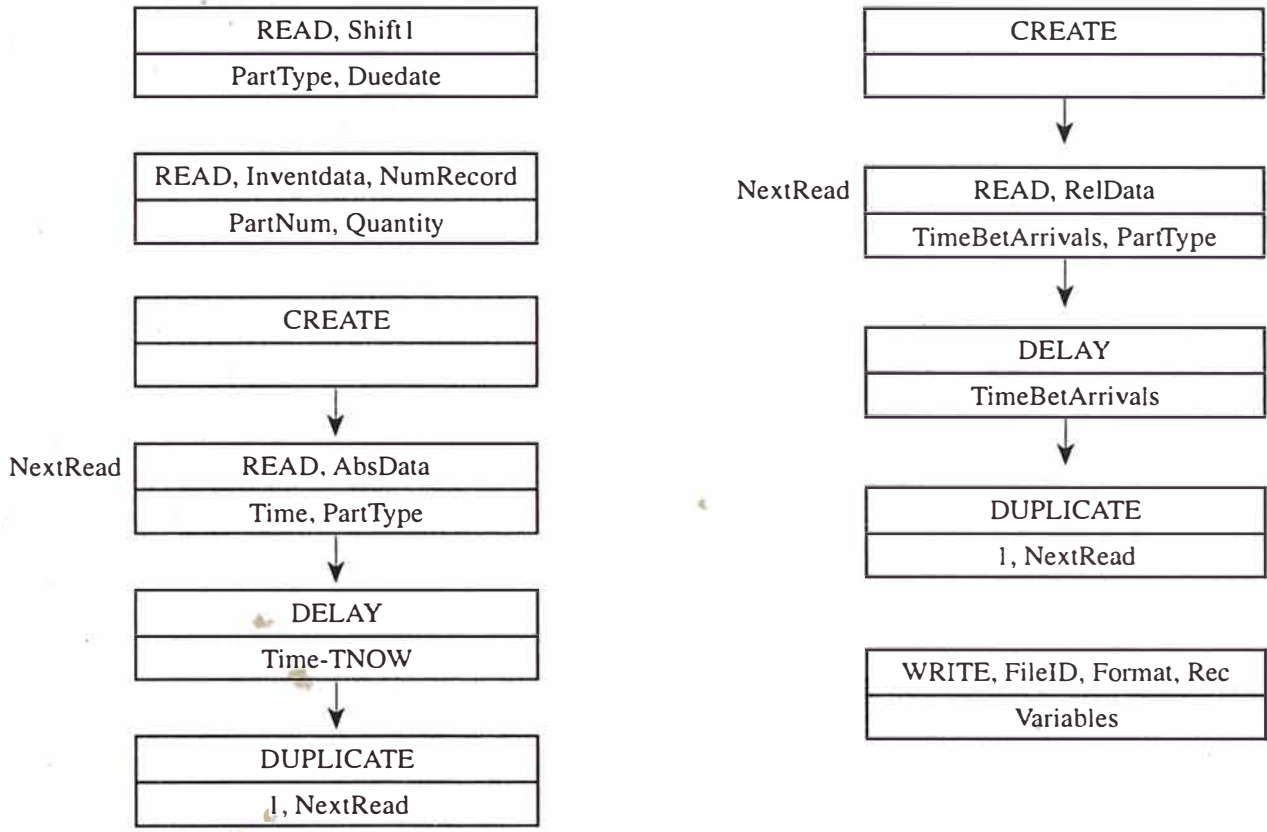 READ, Shift1
PartType, Duedate
READ, Inventdata, NumRecord
PartNum, Quantity
CREATE
NextRead
READ, AbsData
Time, PartType
DELAY
Time-TNOW
DUPLICATE
1, NextRead
CREATE
NextRead
READ, RelData
TimeBetArrivals, PartType
DELAY
TimeBetArrivals
DUPLICATE
1, NextRead
WRITE, FileID, Format, Rec
Variables